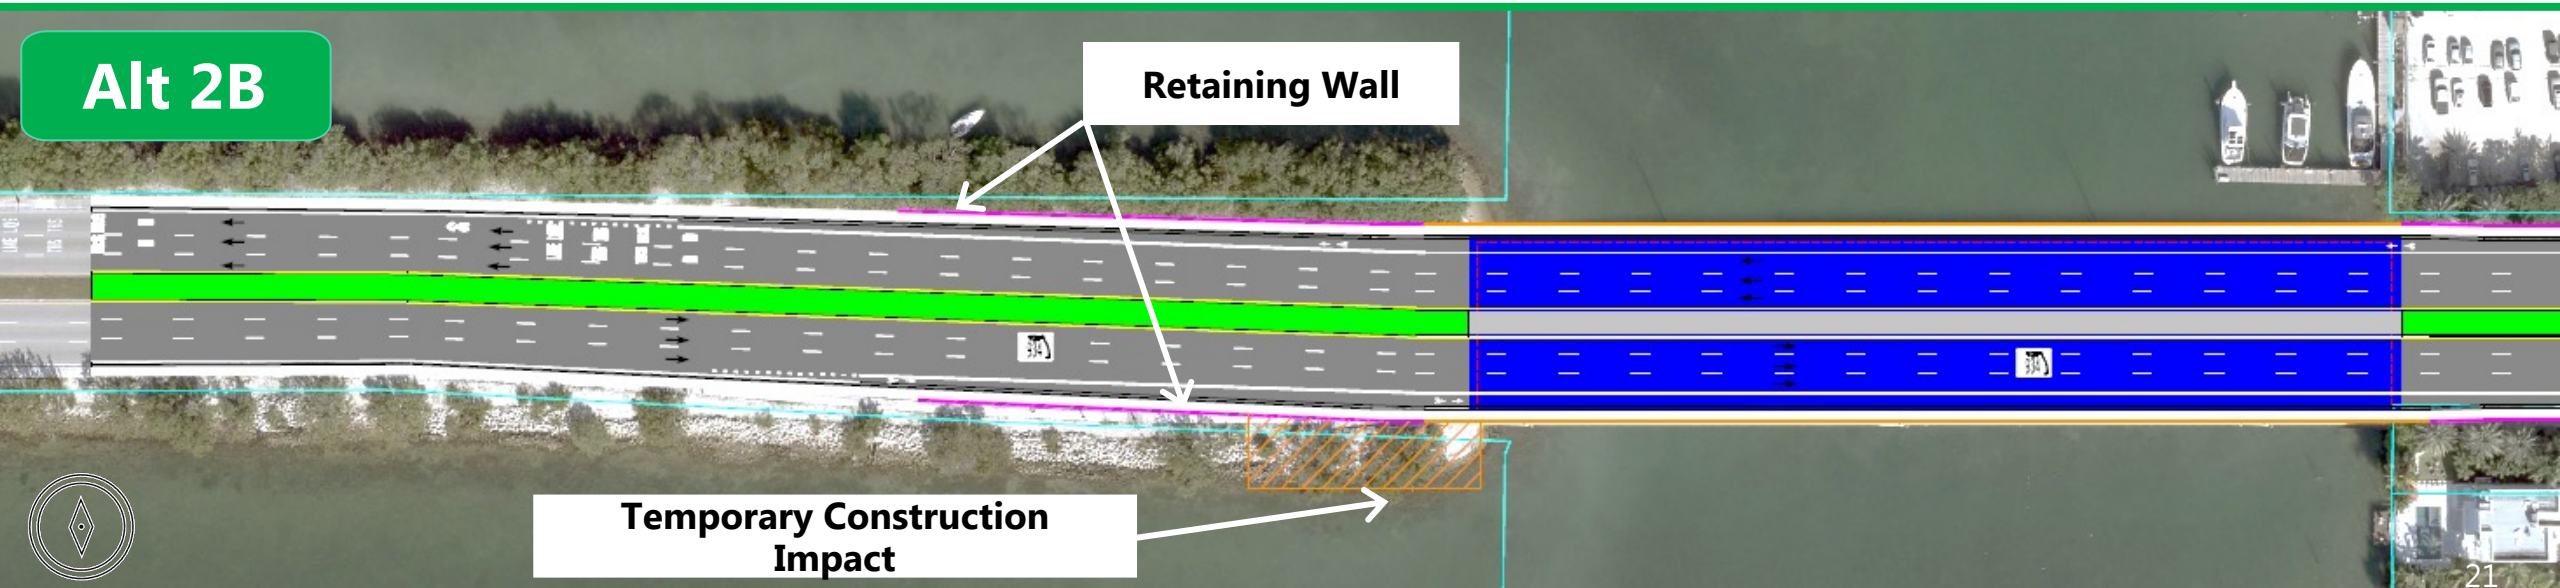 Alt 2B
Retaining Wall
Temporary Construction
Impact
21